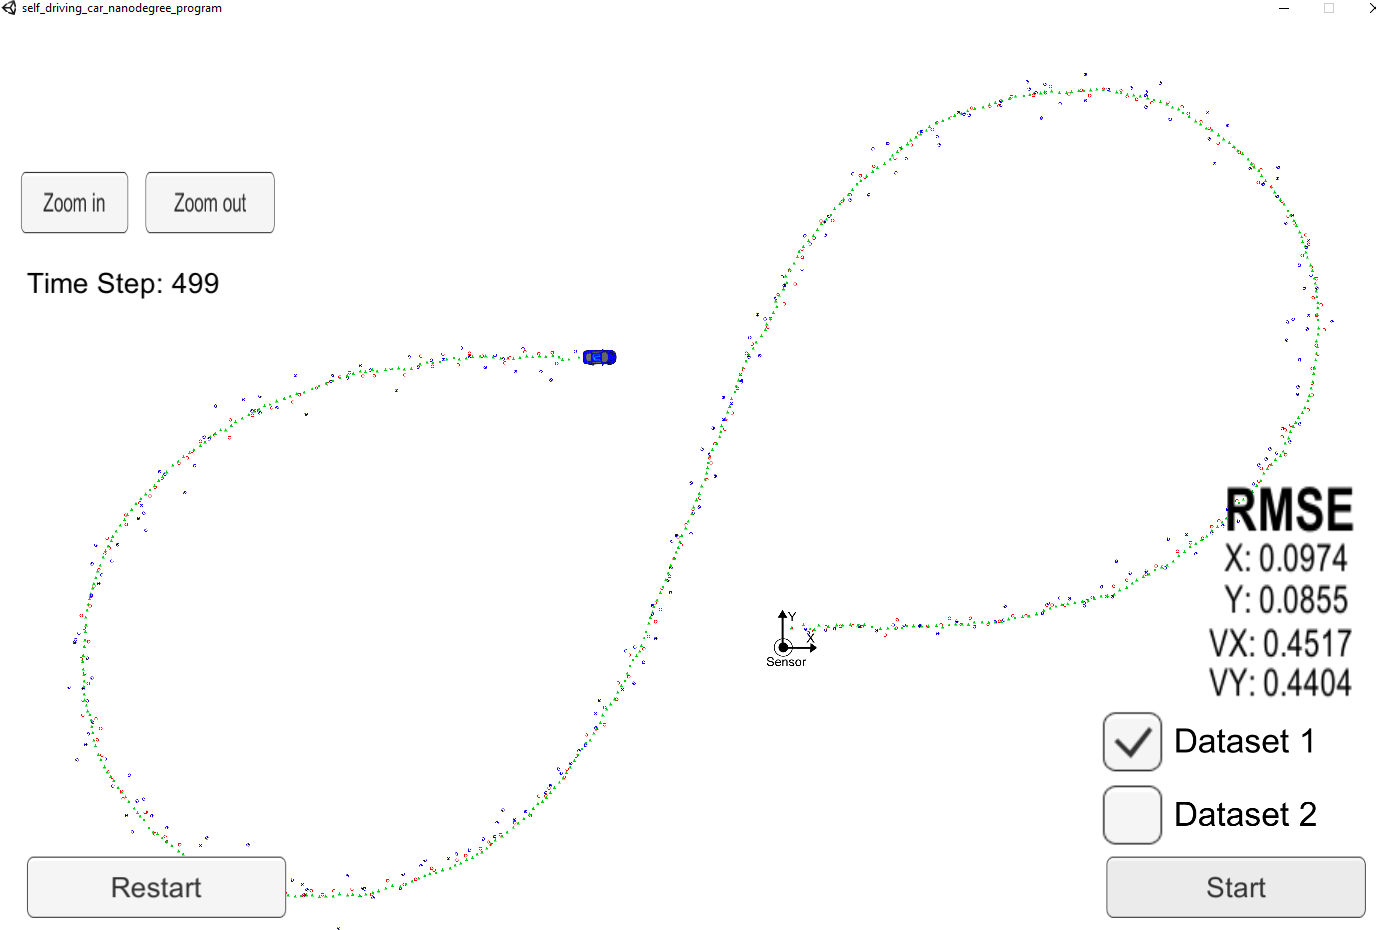 self_driving_car_nanodegree_program
Zoom in
Zoom out
Time Step: 499
RMSE
X: 0.0974
Y: 0.0855
VX: 0.4517
VY: 0.4404
Y
X
Sensor
Dataset 1
Dataset 2
Restart
Start